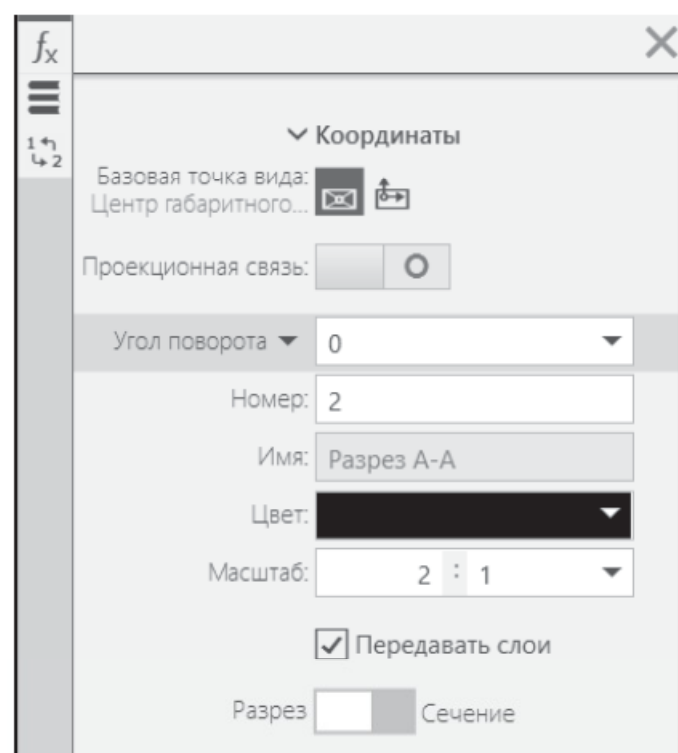 fx
1
2
Координаты
Базовая точка вида:
Центр габаритного...
Проекционная связь:
Угол поворота 0
Номер: 2
Имя: Разрез А-А
Цвет:
Масштаб: 2 : 1
Передавать слои
Разрез Сечение